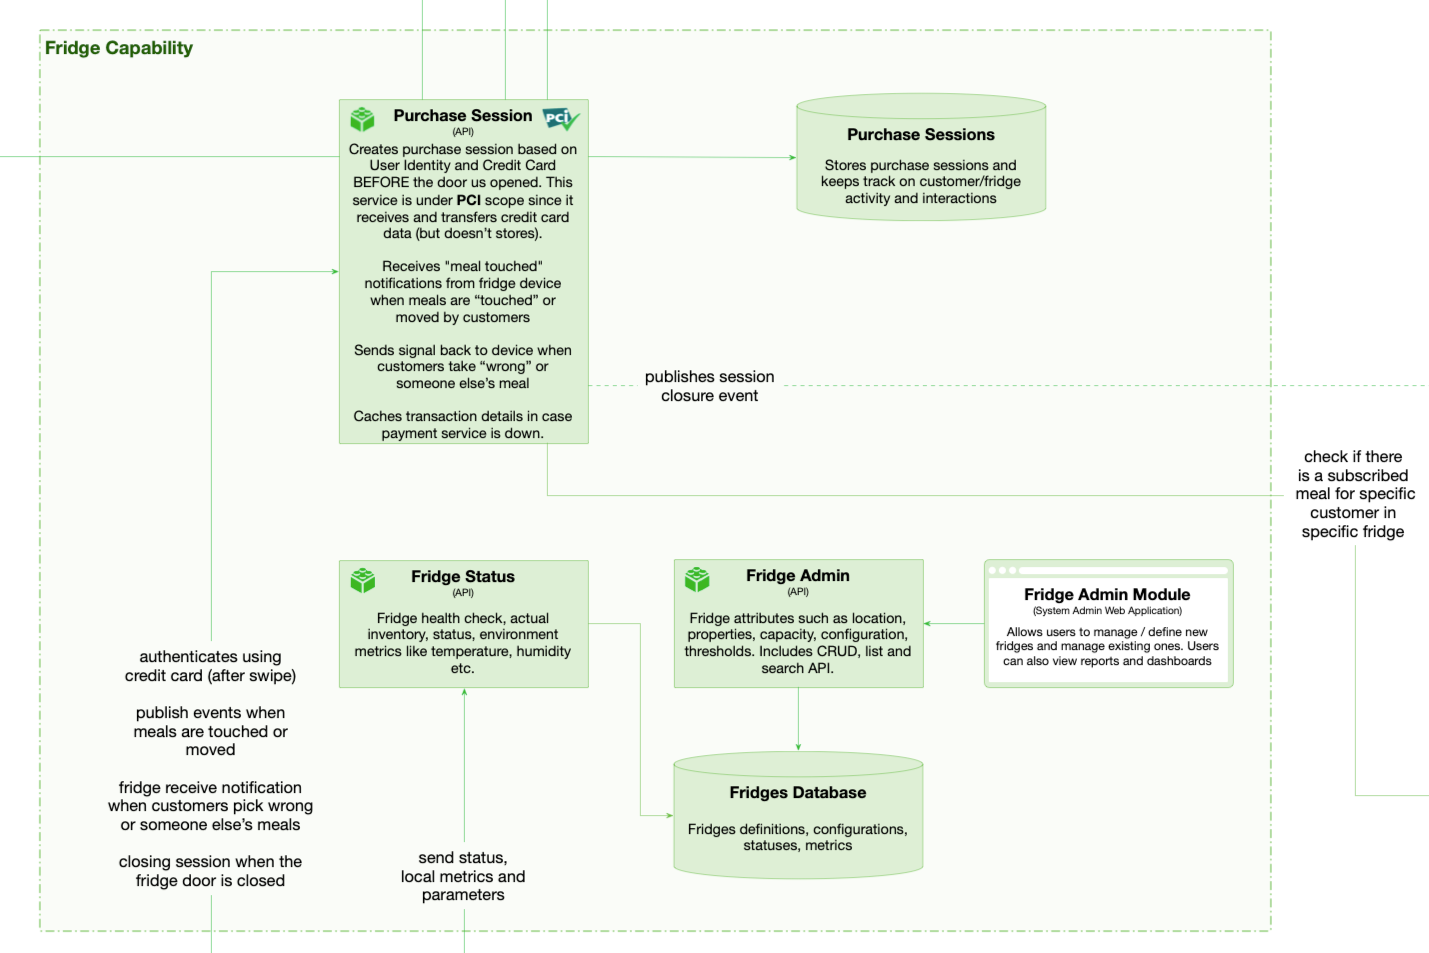 Fridge Capability
Purchase Session
(API)
PCi
Creates purchase session based on
User Identity and Credit Card
BEFORE the door us opened. This
service is under PCI scope since it
receives and transfers credit card
data (but doesn't stores).
Receives "meal touched"
notifications from fridge device
when meals are “touched” or
moved by customers
Sends signal back to device when
customers take “wrong” or
someone else’s meal
Caches transaction details in case
payment service is down.
Purchase Sessions
Stores purchase sessions and
keeps track on customer/fridge
activity and interactions
publishes session
closure event
check if there
is a subscribed
meal for specific
customer in
specific fridge
Fridge Status
(API)
Fridge health check, actual
inventory, status, environment
metrics like temperature, humidity
etc.
Fridge Admin
(API)
Fridge attributes such as location,
properties, capacity, configuration,
thresholds. Includes CRUD, list and
search API.
Fridge Admin Module
(System Admin Web Application)
Allows users to manage / define new
fridges and manage existing ones. Users
can also view reports and dashboards
authenticates using
credit card (after swipe)
publish events when
meals are touched or
moved
fridge receive notification
when customers pick wrong
or someone else’s meals
closing session when the
fridge door is closed
send status,
local metrics and
parameters
Fridges Database
Fridges definitions, configurations,
statuses, metrics